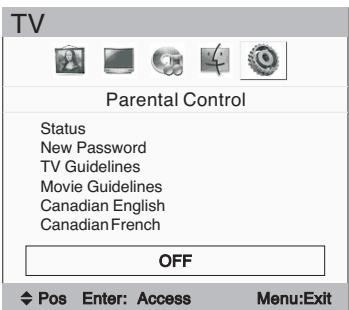 TV
Parental Control
Status
New Password
TV Guidelines
Movie Guidelines
Canadian English
Canadian French
OFF
Pos Enter: Access Menu:Exit